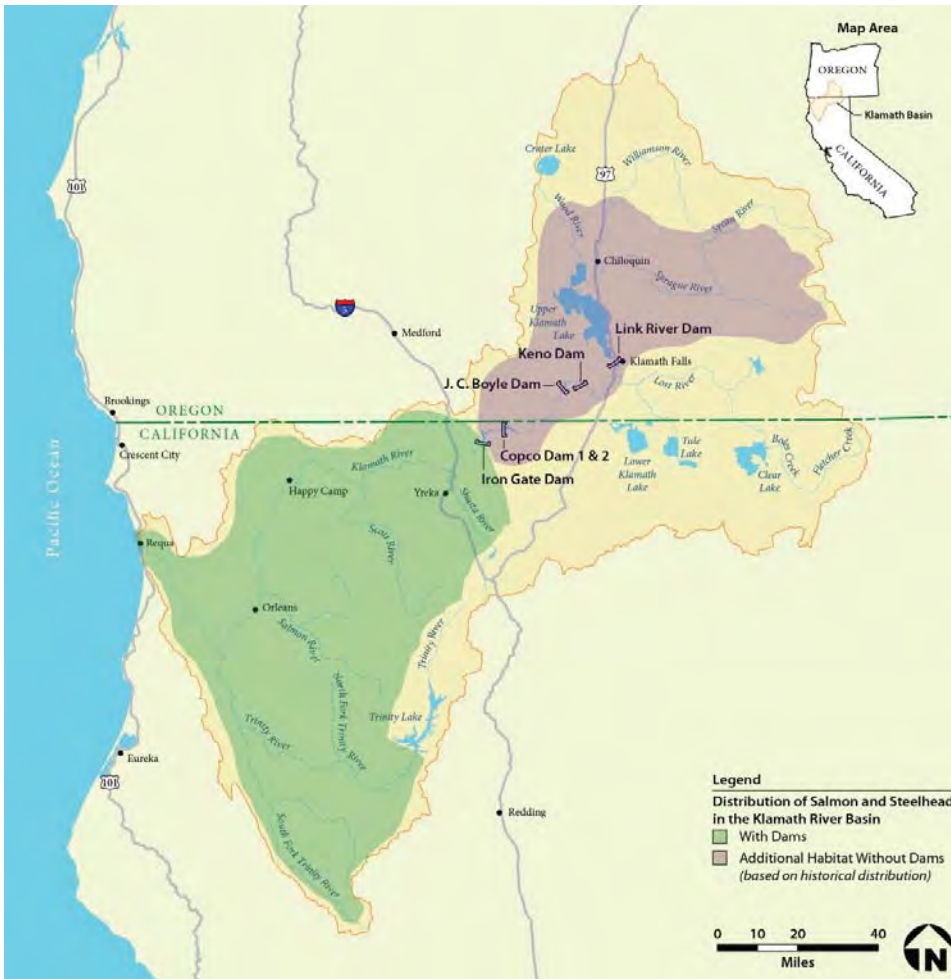 Map Area
OREGON
Klamath Basin
CALIFORNIA
Crater Lake
Williamson River
97
101
Wood River
Sycan River
Chiloquin
Sprague River
5
Upper
Klamath
Lake
Medford
Link River Dam
Keno Dam
Klamath Falls
J. C. Boyle Dam
Lost River
Brookings
OREGON
CALIFORNIA
Crescent City
Klamath River
Copco Dam 1 & 2
Iron Gate Dam
Lower
Klamath
Lake
Tule
Lake
Clear
Lake
Boles Creek
Fletcher Creek
Happy Camp
Yreka
Shasta River
Pacific Ocean
Scott River
Requa
Orleans
Salmon River
Trinity River
North Fork Trinity
River
Trinity Lake
Trinity River
Eureka
101
Redding
South Fork Trinity River
Legend
Distribution of Salmon and Steelhead
in the Klamath River Basin
With Dams
Additional Habitat Without Dams
(based on historical distribution)
0 10 20 40
Miles
N